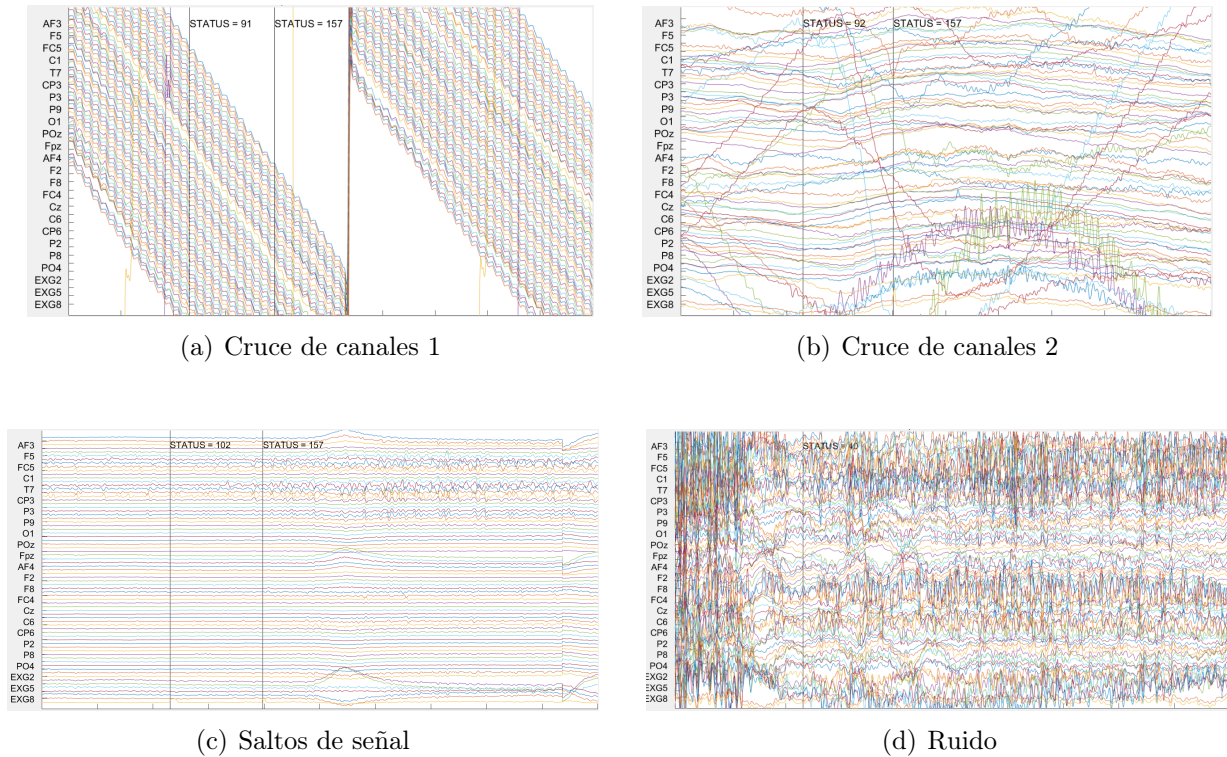 STATUS = 91 STATUS = 157
AF3
F5
FC5
C1
T7
CP3
P3
P9
O1
POz
Fpz
AF4
F2
F8
FC4
Cz
C6
CP6
P2
P8
PO4
EXG2
EXG5
EXG8
(a) Cruce de canales 1
STATUS = 92 STATUS = 157
AF3
F5
FC5
C1
T7
CP3
P3
P9
O1
POz
Fpz
AF4
F2
F8
FC4
Cz
C6
CP6
P2
P8
PO4
EXG2
EXG5
EXG8
(b) Cruce de canales 2
STATUS = 102 STATUS = 157
AF3
F5
FC5
C1
T7
CP3
P3
P9
O1
POz
Fpz
AF4
F2
F8
FC4
Cz
C6
CP6
P2
P8
PO4
EXG2
EXG5
EXG8
(c) Saltos de señal
STATUS =
AF3
F5
FC5
C1
T7
CP3
P3
P9
O1
POz
Fpz
AF4
F2
F8
FC4
Cz
C6
CP6
P2
P8
PO4
EXG2
EXG5
EXG8
(d) Ruido